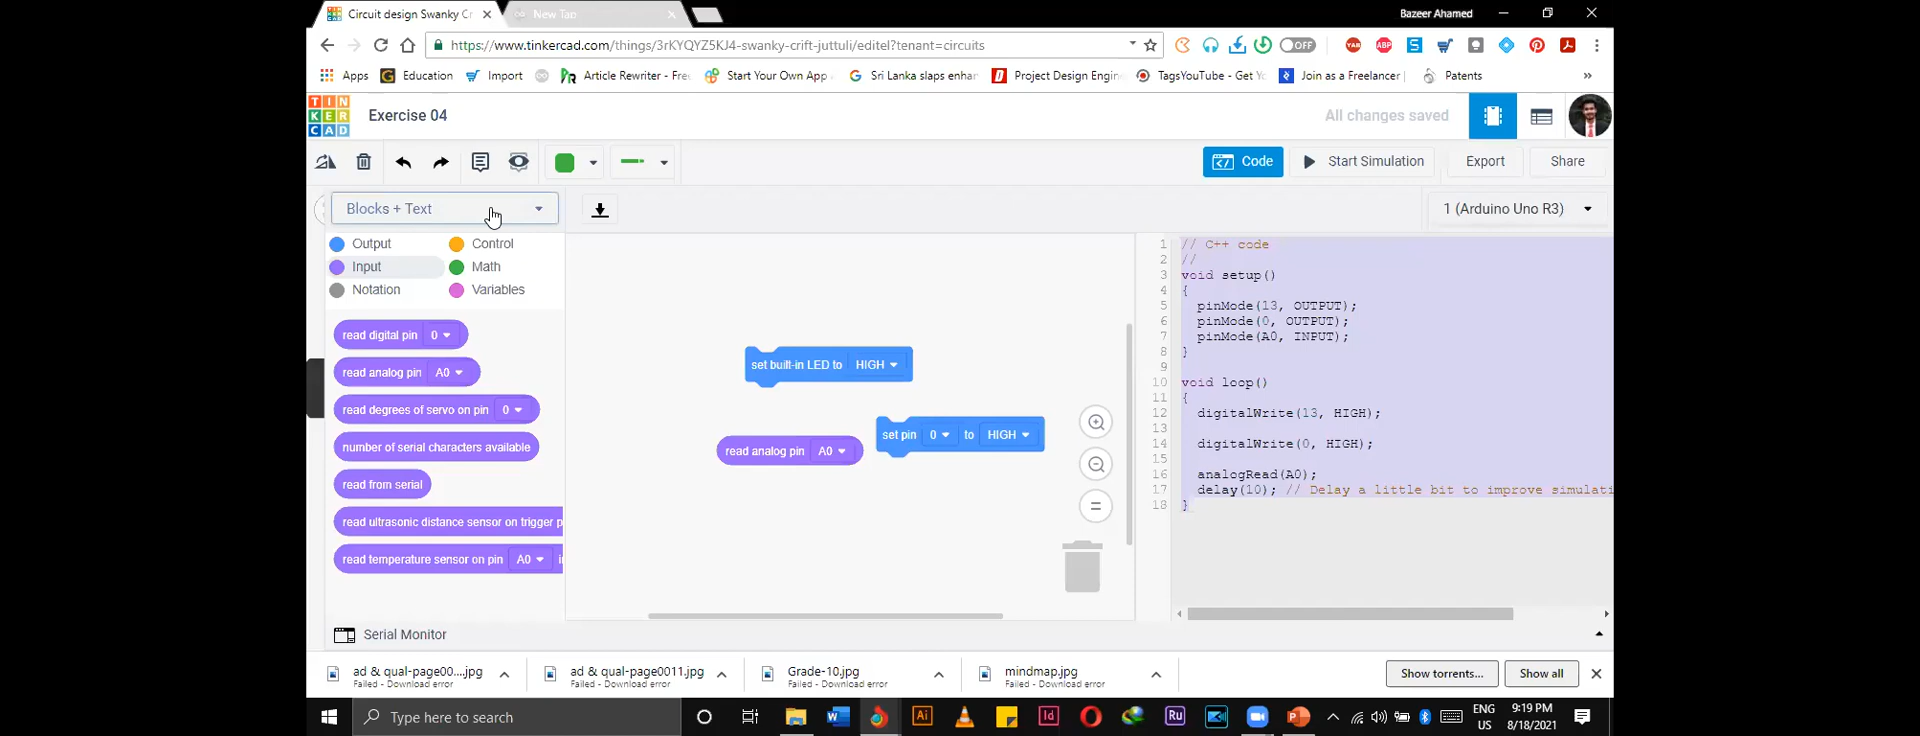 Circuit design Swanky Cr
New Tab
Bazeer Ahamed
https://www.tinkercad.com/things/3rKYQYZ5KJ4-swanky-crift-juttuli/editel?tenant=circuits
OFF
YAB
ABP
Apps
Education
Import
Article Rewriter - Fre
Start Your Own App
Sri Lanka slaps enhan
Project Design Engin
TagsYouTube - Get Yo
Join as a Freelancer
Patents
»
TIN
KER
CAD
Exercise 04
All changes saved
Code
Start Simulation
Export
Share
Blocks + Text
1 (Arduino Uno R3)
Output
Control
Input
Math
Notation
Variables
read digital pin 0
read analog pin A0
read degrees of servo on pin 0
number of serial characters available
read from serial
read ultrasonic distance sensor on trigger p
read temperature sensor on pin A0 i
set built-in LED to HIGH
set pin 0 to HIGH
read analog pin A0
1 // C++ code
2 //
3 void setup()
4 {
5 pinMode(13, OUTPUT);
6 pinMode(0, OUTPUT);
7 pinMode(A0, INPUT);
8 }
9
10 void loop()
11 {
12 digitalWrite(13, HIGH);
13
14 digitalWrite(0, HIGH);
15
16 analogRead(A0);
17 delay(10); // Delay a little bit to improve simulati
18 }
Serial Monitor
ad & qual-page00....jpg
Failed - Download error
ad & qual-page0011.jpg
Failed - Download error
Grade-10.jpg
Failed - Download error
mindmap.jpg
Failed - Download error
Show torrents...
Show all
Type here to search
Ai
Id
Ru
ENG
US
9:19 PM
8/18/2021